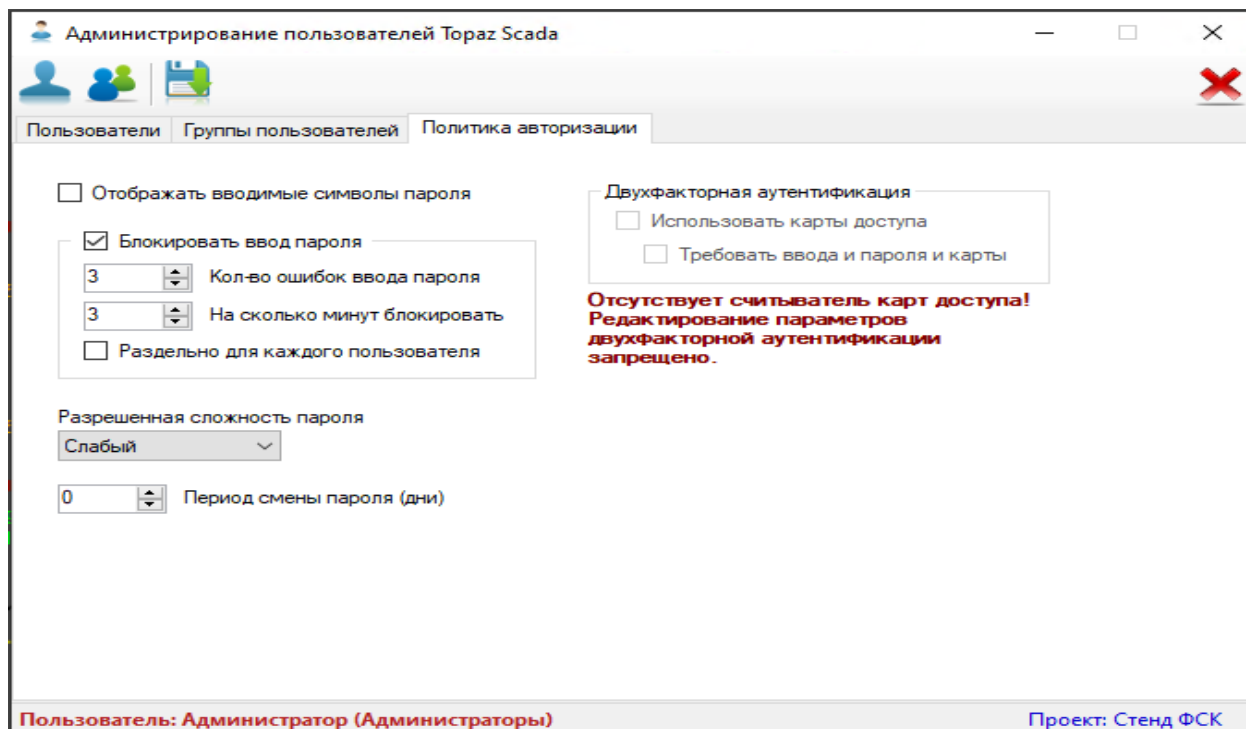 Администрирование пользователей Topaz Scada
Пользователи
Группы пользователей
Политика авторизации
Отображать вводимые символы пароля
Блокировать ввод пароля
3 Кол-во ошибок ввода пароля
3 На сколько минут блокировать
Раздельно для каждого пользователя
Разрешенная сложность пароля
Слабый
0 Период смены пароля (дни)
Двухфакторная аутентификация
Использовать карты доступа
Требовать ввода и пароля и карты
Отсутствует считыватель карт доступа!
Редактирование параметров
двухфакторной аутентификации
запрещено.
Пользователь: Администратор (Администраторы)
Проект: Стенд ФСК